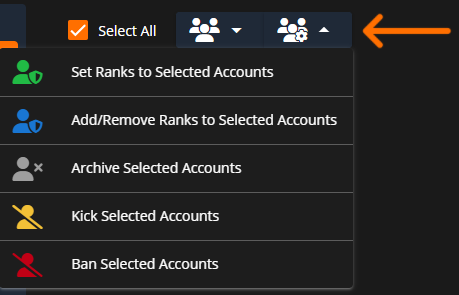 Select All
Set Ranks to Selected Accounts
Add/Remove Ranks to Selected Accounts
Archive Selected Accounts
Kick Selected Accounts
Ban Selected Accounts